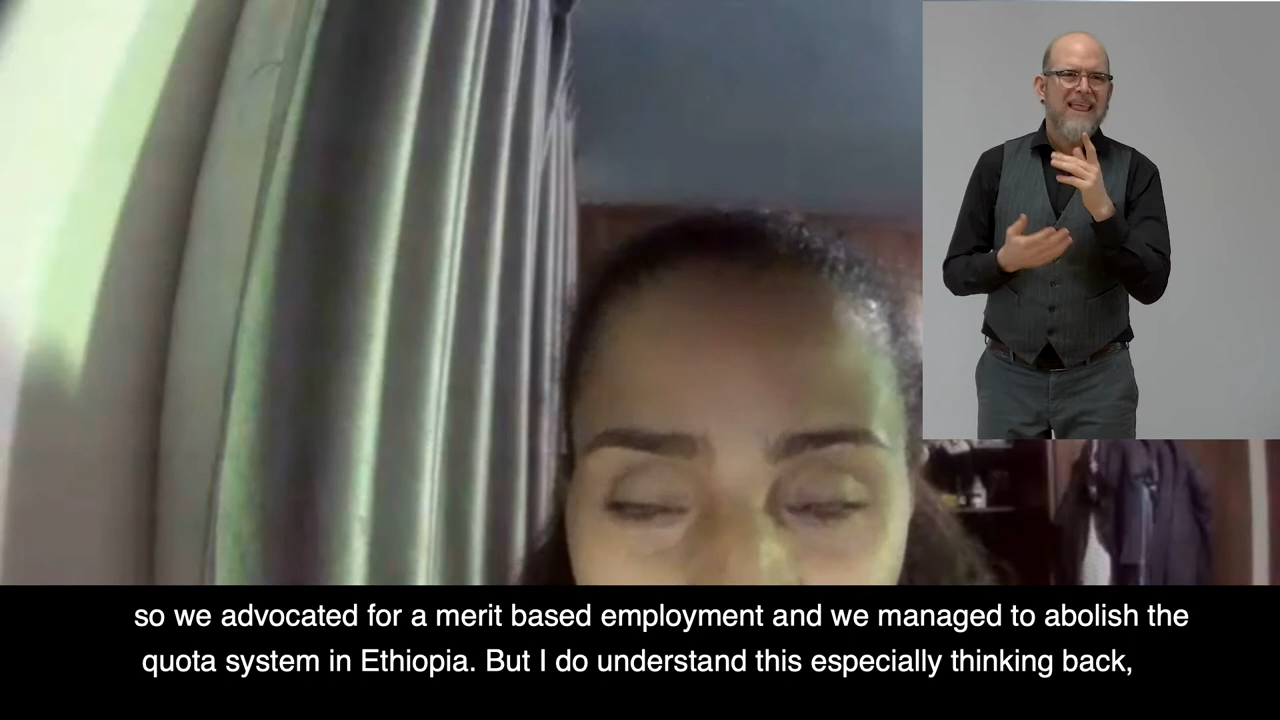 so we advocated for a merit based employment and we managed to abolish the
quota system in Ethiopia. But I do understand this especially thinking back,